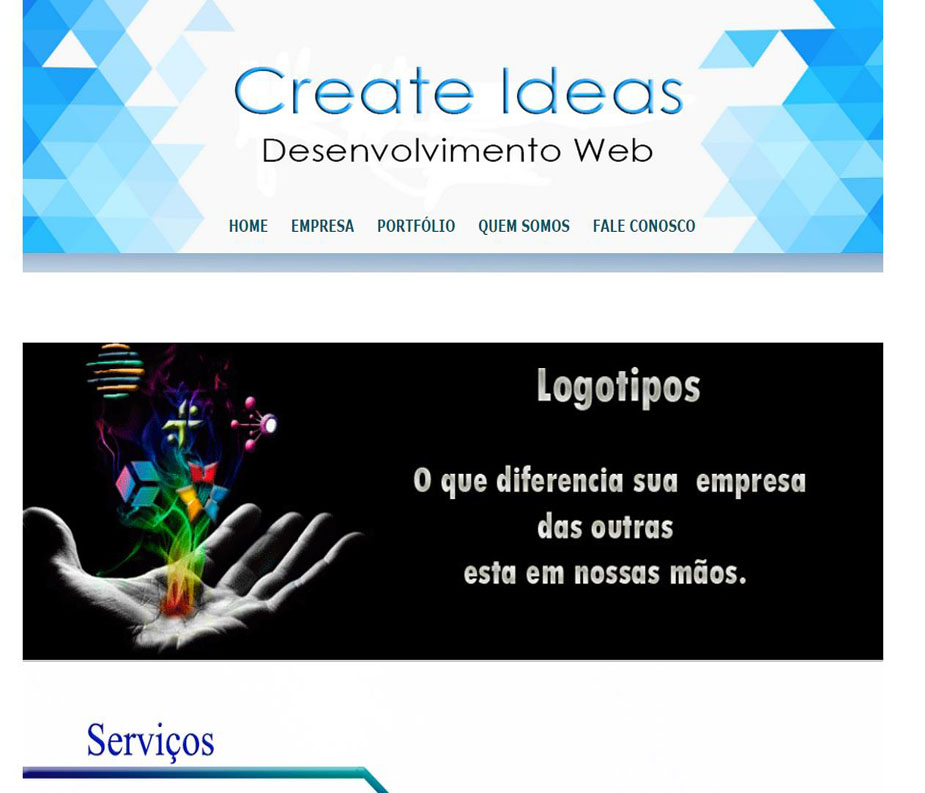 Create Ideas
Desenvolvimento Web
HOME EMPRESA PORTFÓLIO QUEM SOMOS FALE CONOSCO
Logotipos
O que diferencia sua empresa
das outras
esta em nossas mãos.
Serviços